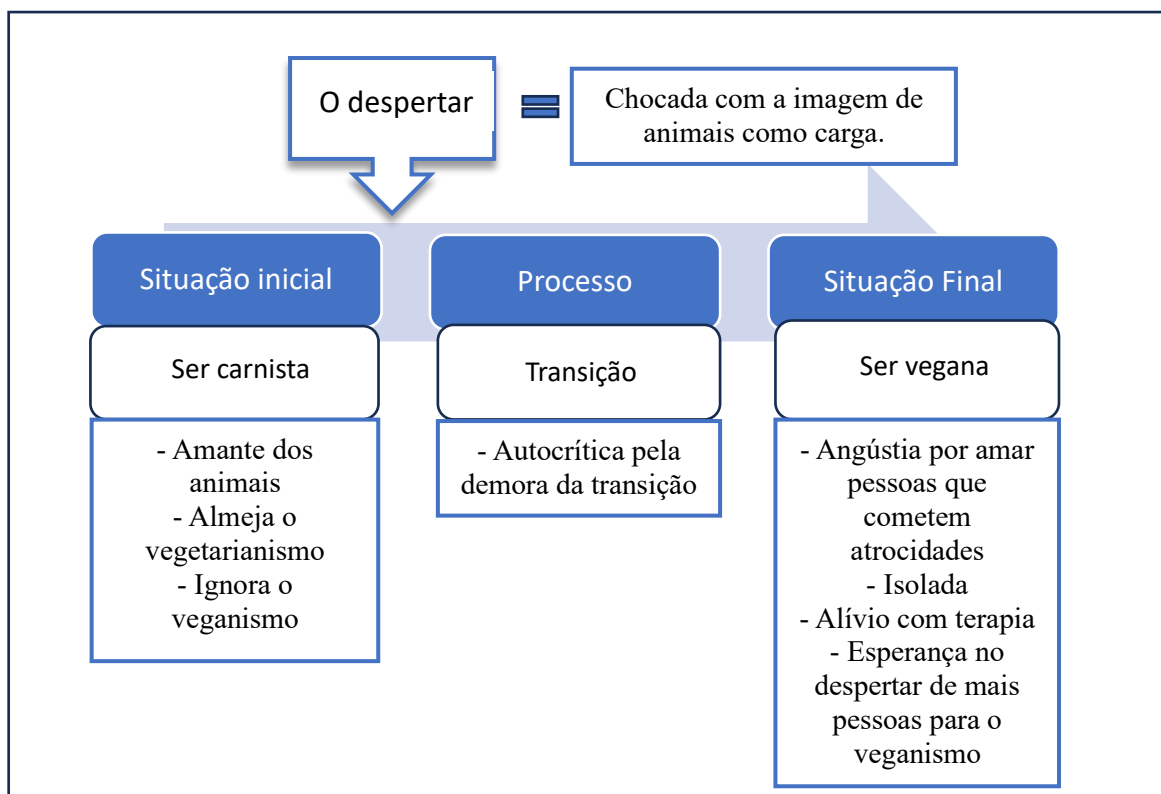 O despertar
Chocada com a imagem de
animais como carga.
Situação inicial
Processo
Situação Final
Ser carnista
Transição
Ser vegana
- Amante dos
animais
- Almeja o
vegetarianismo
- Ignora o
veganismo
- Autocrítica pela
demora da transição
- Angústia por amar
pessoas que
cometem
atrocidades
- Isolada
- Alívio com terapia
- Esperança no
despertar de mais
pessoas para o
veganismo